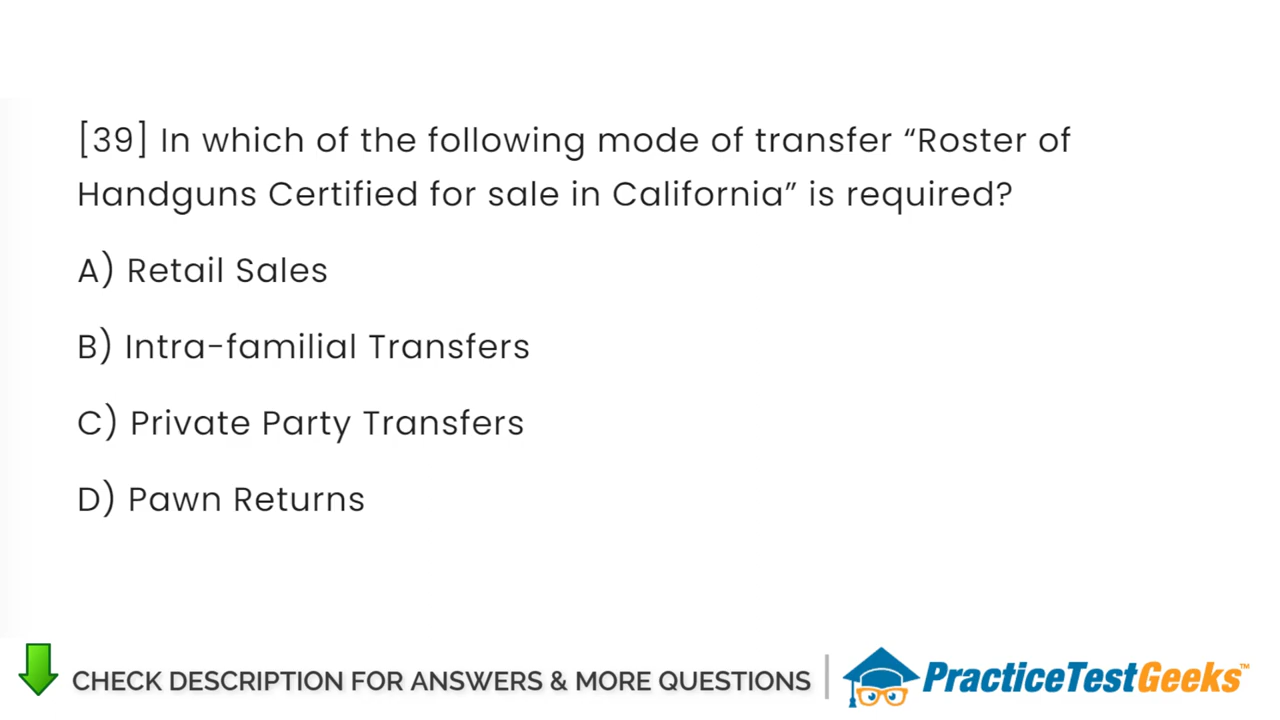 [39] In which of the following mode of transfer “Roster of
Handguns Certified for sale in California” is required?
A) Retail Sales
B) Intra-familial Transfers
C) Private Party Transfers
D) Pawn Returns
CHECK DESCRIPTION FOR ANSWERS & MORE QUESTIONS
PracticeTestGeeks™